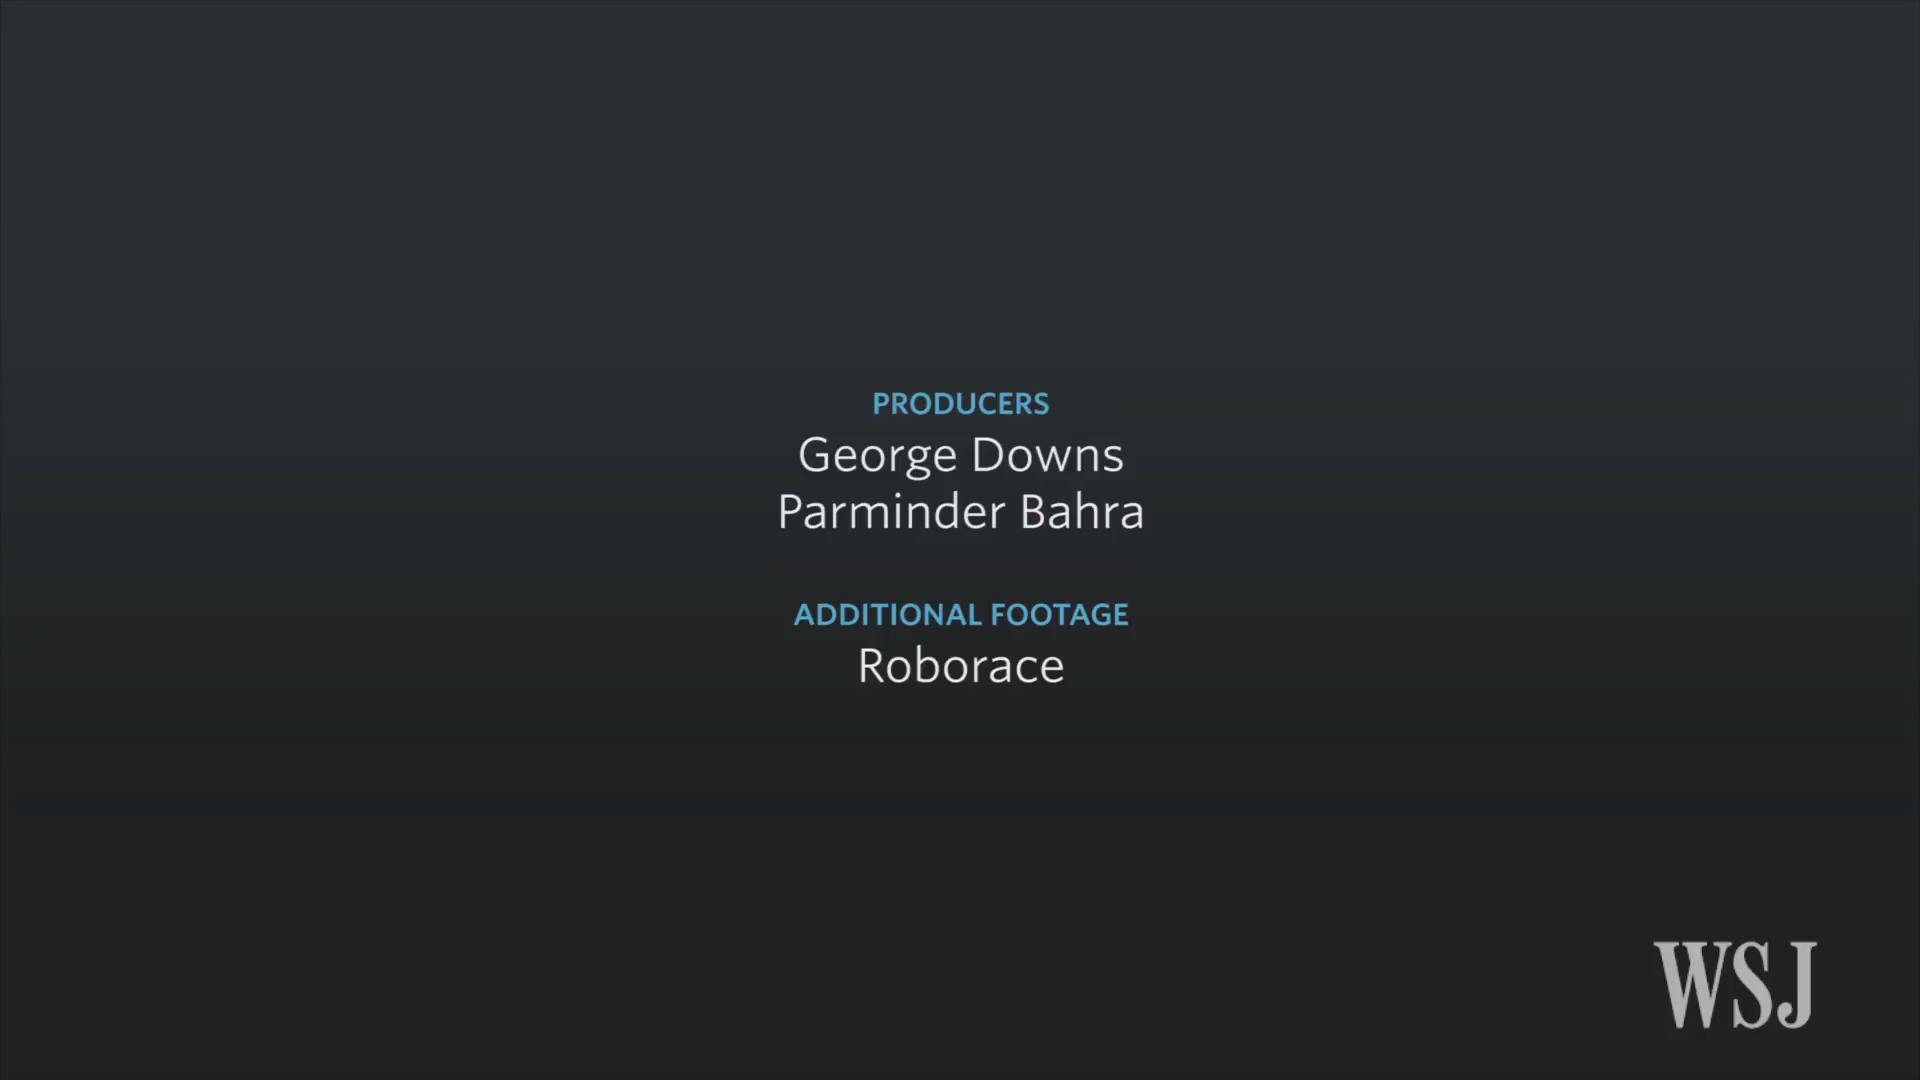 PRODUCERS
George Downs
Parminder Bahra
ADDITIONAL FOOTAGE
Roborace
WSJ